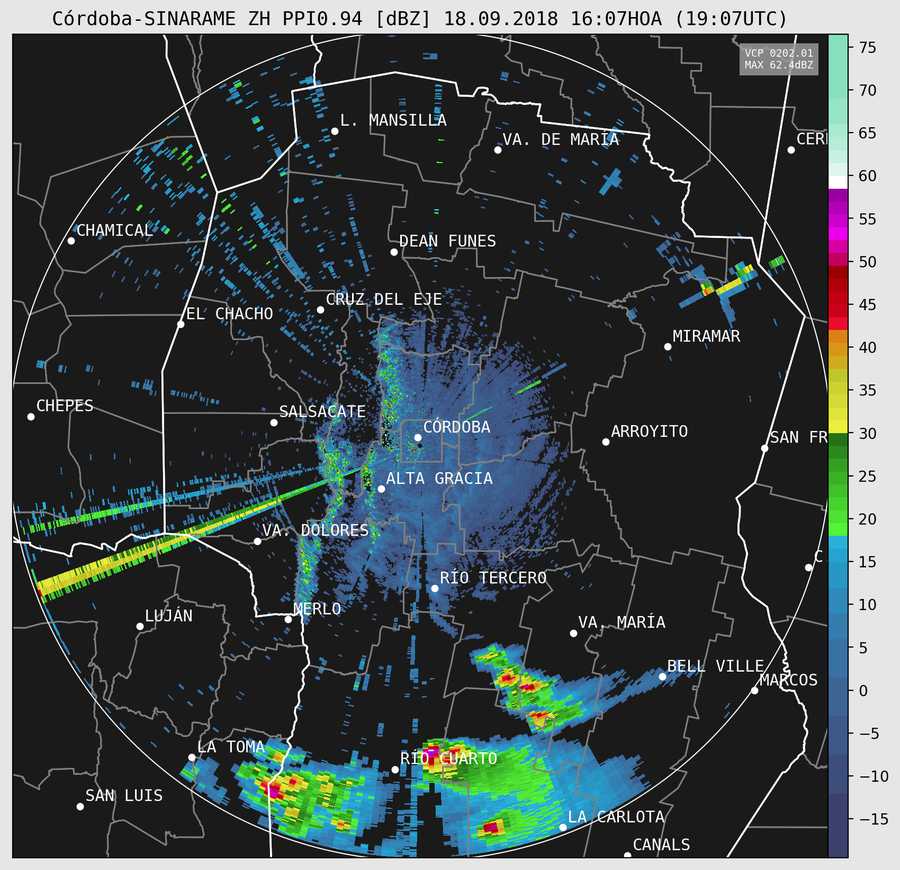 Córdoba-SINARAME ZH PPI0.94 [dBZ] 18.09.2018 16:07HOA (19:07UTC)
VCP 0202.01
MAX 62.4dBZ
75
70
65
60
55
50
45
40
35
30
25
20
15
10
5
0
−5
−10
−15
L. MANSILLA
VA. DE MARÍA
CERI
CHAMICAL
DEAN FUNES
CRUZ DEL EJE
EL CHACHO
MIRAMAR
CHEPES
SALSACATE
CÓRDOBA
ARROYITO
SAN FR
ALTA GRACIA
VA. DOLORES
C
RÍO TERCERO
LUJÁN
MERLO
VA. MARÍA
BELL VILLE
MARCOS
LA TOMA
RÍO CUARTO
SAN LUIS
LA CARLOTA
CANALS